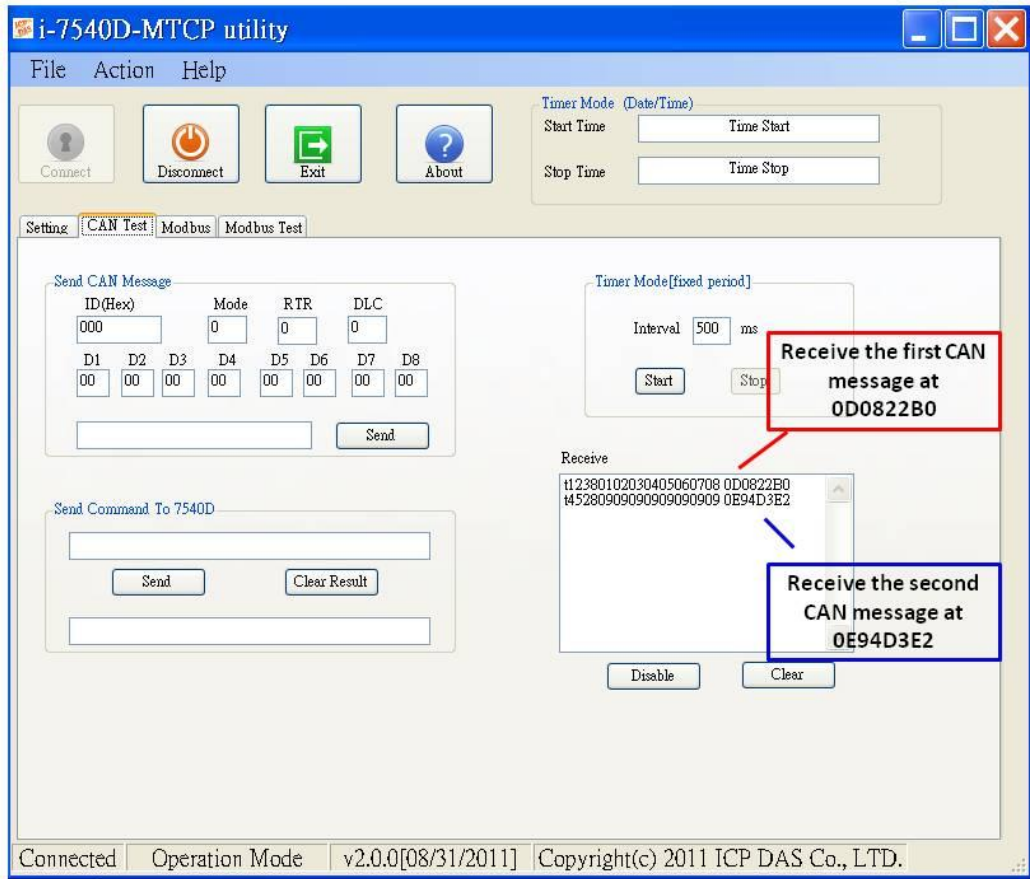 i-7540D-MTCP utility
File Action Help
Connect
Disconnect
Exit
About
Timer Mode (Date/Time)
Start Time
Time Start
Stop Time
Time Stop
Setting
CAN Test
Modbus
Modbus Test
Send CAN Message
ID(Hex) Mode RTR DLC
000 0 0 0
D1 D2 D3 D4 D5 D6 D7 D8
00 00 00 00 00 00 00 00
Send
Timer Mode[fixed period]
Interval 500 ms
Start
Stop
Receive the first CAN
message at
0D0822B0
Receive
t12380102030405060708 0D0822B0
t45280909090909090909 0E94D3E2
Receive the second
CAN message at
0E94D3E2
Disable
Clear
Send Command To 7540D
Send
Clear Result
Connected
Operation Mode
v2.0.0[08/31/2011]
Copyright(c) 2011 ICP DAS Co., LTD.